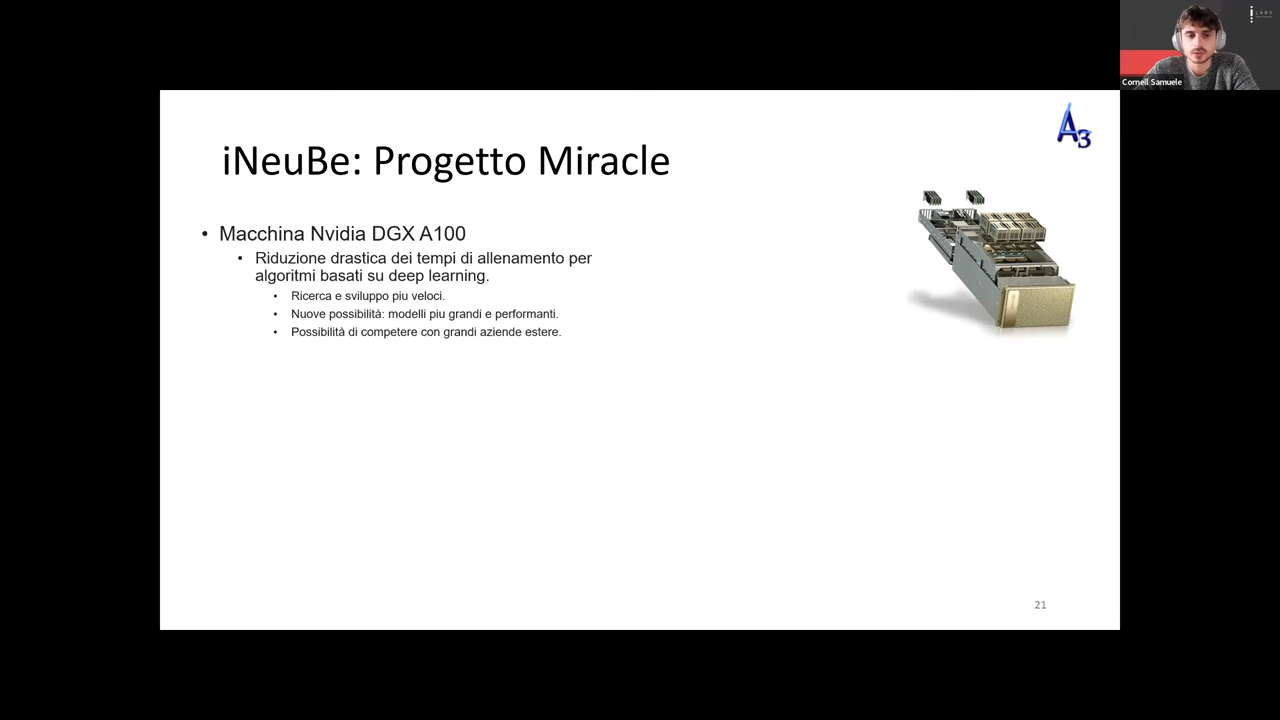 LABS
Cornell Samuele
A3
iNeuBe: Progetto Miracle
• Macchina Nvidia DGX A100
• Riduzione drastica dei tempi di allenamento per
algoritmi basati su deep learning.
• Ricerca e sviluppo piu veloci.
• Nuove possibilità: modelli piu grandi e performanti.
• Possibilità di competere con grandi aziende estere.
21